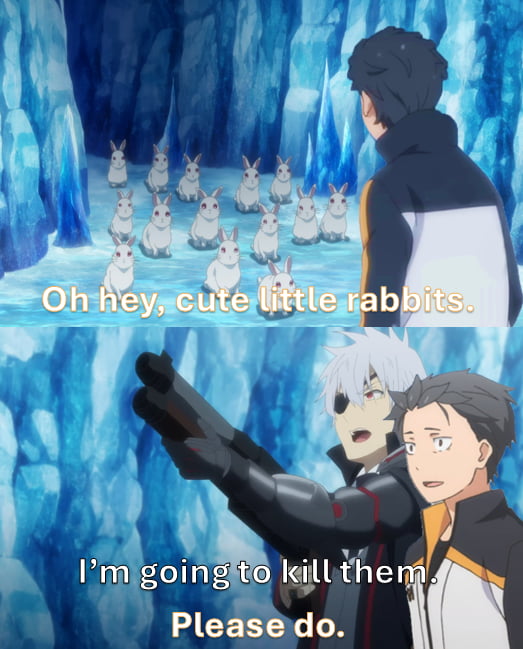 Oh hey, cute little rabbits.
I'm going to kill them.
Please do.